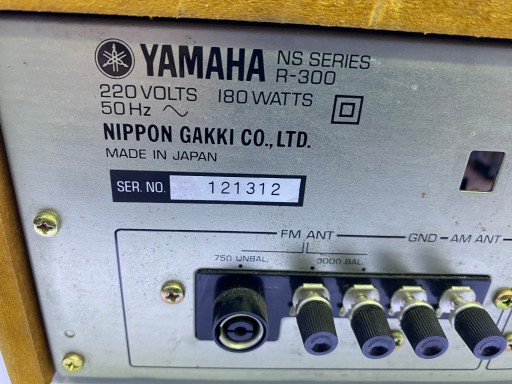 YAMAHA NS SERIES
R-300
220 VOLTS 180 WATTS
50 Hz ~
NIPPON GAKKI CO., LTD.
MADE IN JAPAN
SER. NO. 121312
FM ANT GND - AM ANT
75Ω UNBAL. 300Ω BAL.